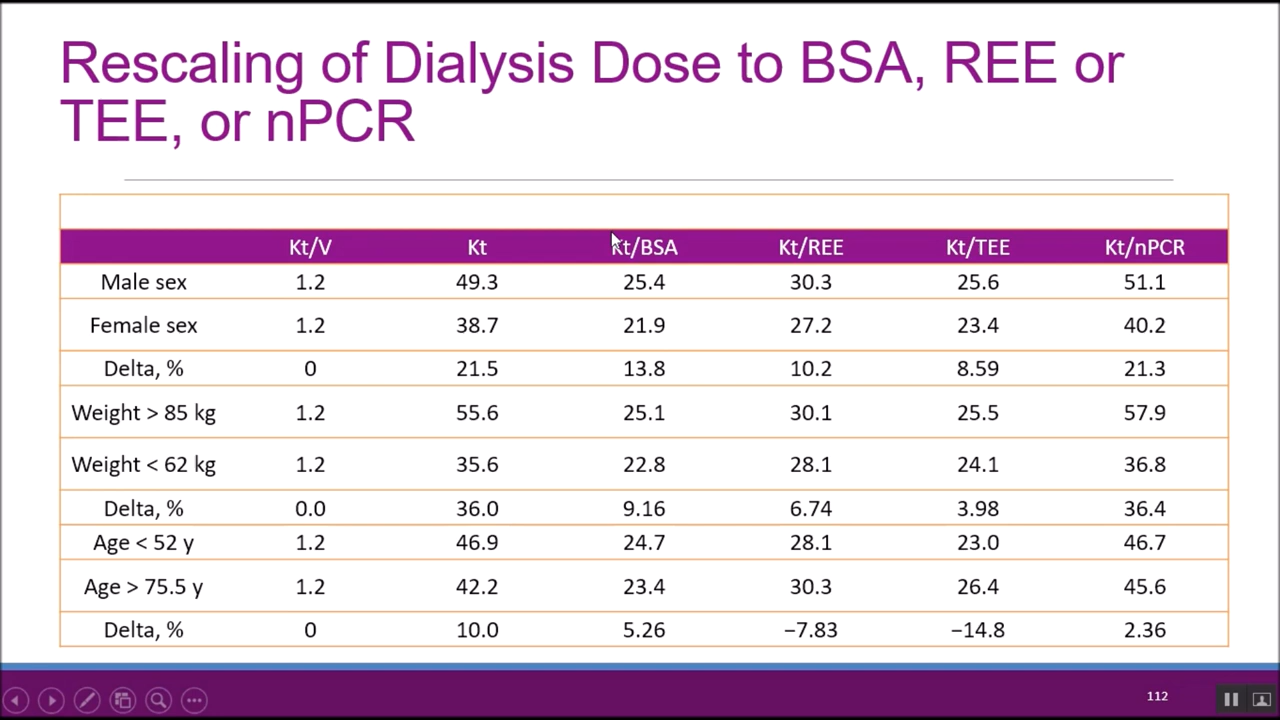 Rescaling of Dialysis Dose to BSA, REE or
TEE, or nPCR
Kt/V Kt Kt/BSA Kt/REE Kt/TEE Kt/nPCR
Male sex 1.2 49.3 25.4 30.3 25.6 51.1
Female sex 1.2 38.7 21.9 27.2 23.4 40.2
Delta, % 0 21.5 13.8 10.2 8.59 21.3
Weight > 85 kg 1.2 55.6 25.1 30.1 25.5 57.9
Weight < 62 kg 1.2 35.6 22.8 28.1 24.1 36.8
Delta, % 0.0 36.0 9.16 6.74 3.98 36.4
Age < 52 y 1.2 46.9 24.7 28.1 23.0 46.7
Age > 75.5 y 1.2 42.2 23.4 30.3 26.4 45.6
Delta, % 0 10.0 5.26 −7.83 −14.8 2.36
112